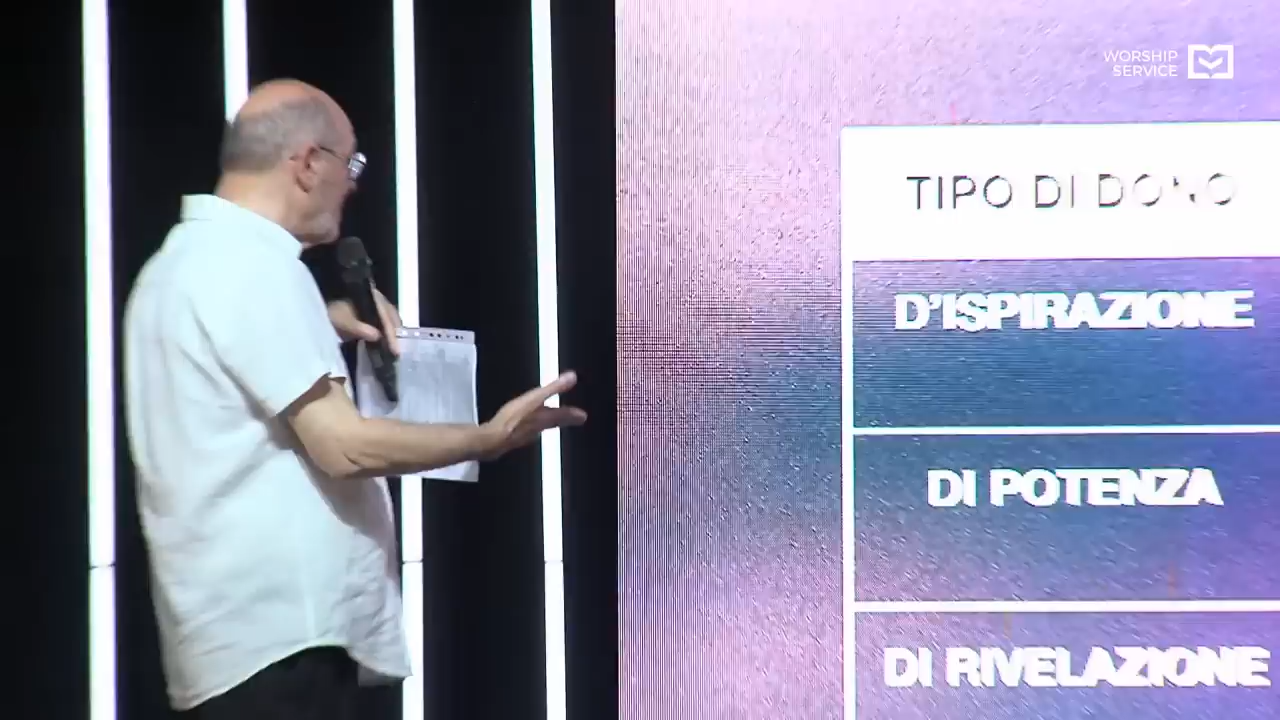 WORSHIP
SERVICE
TIPO DI DONO
D'ISPIRAZIONE
DI POTENZA
DI RIVELAZIONE